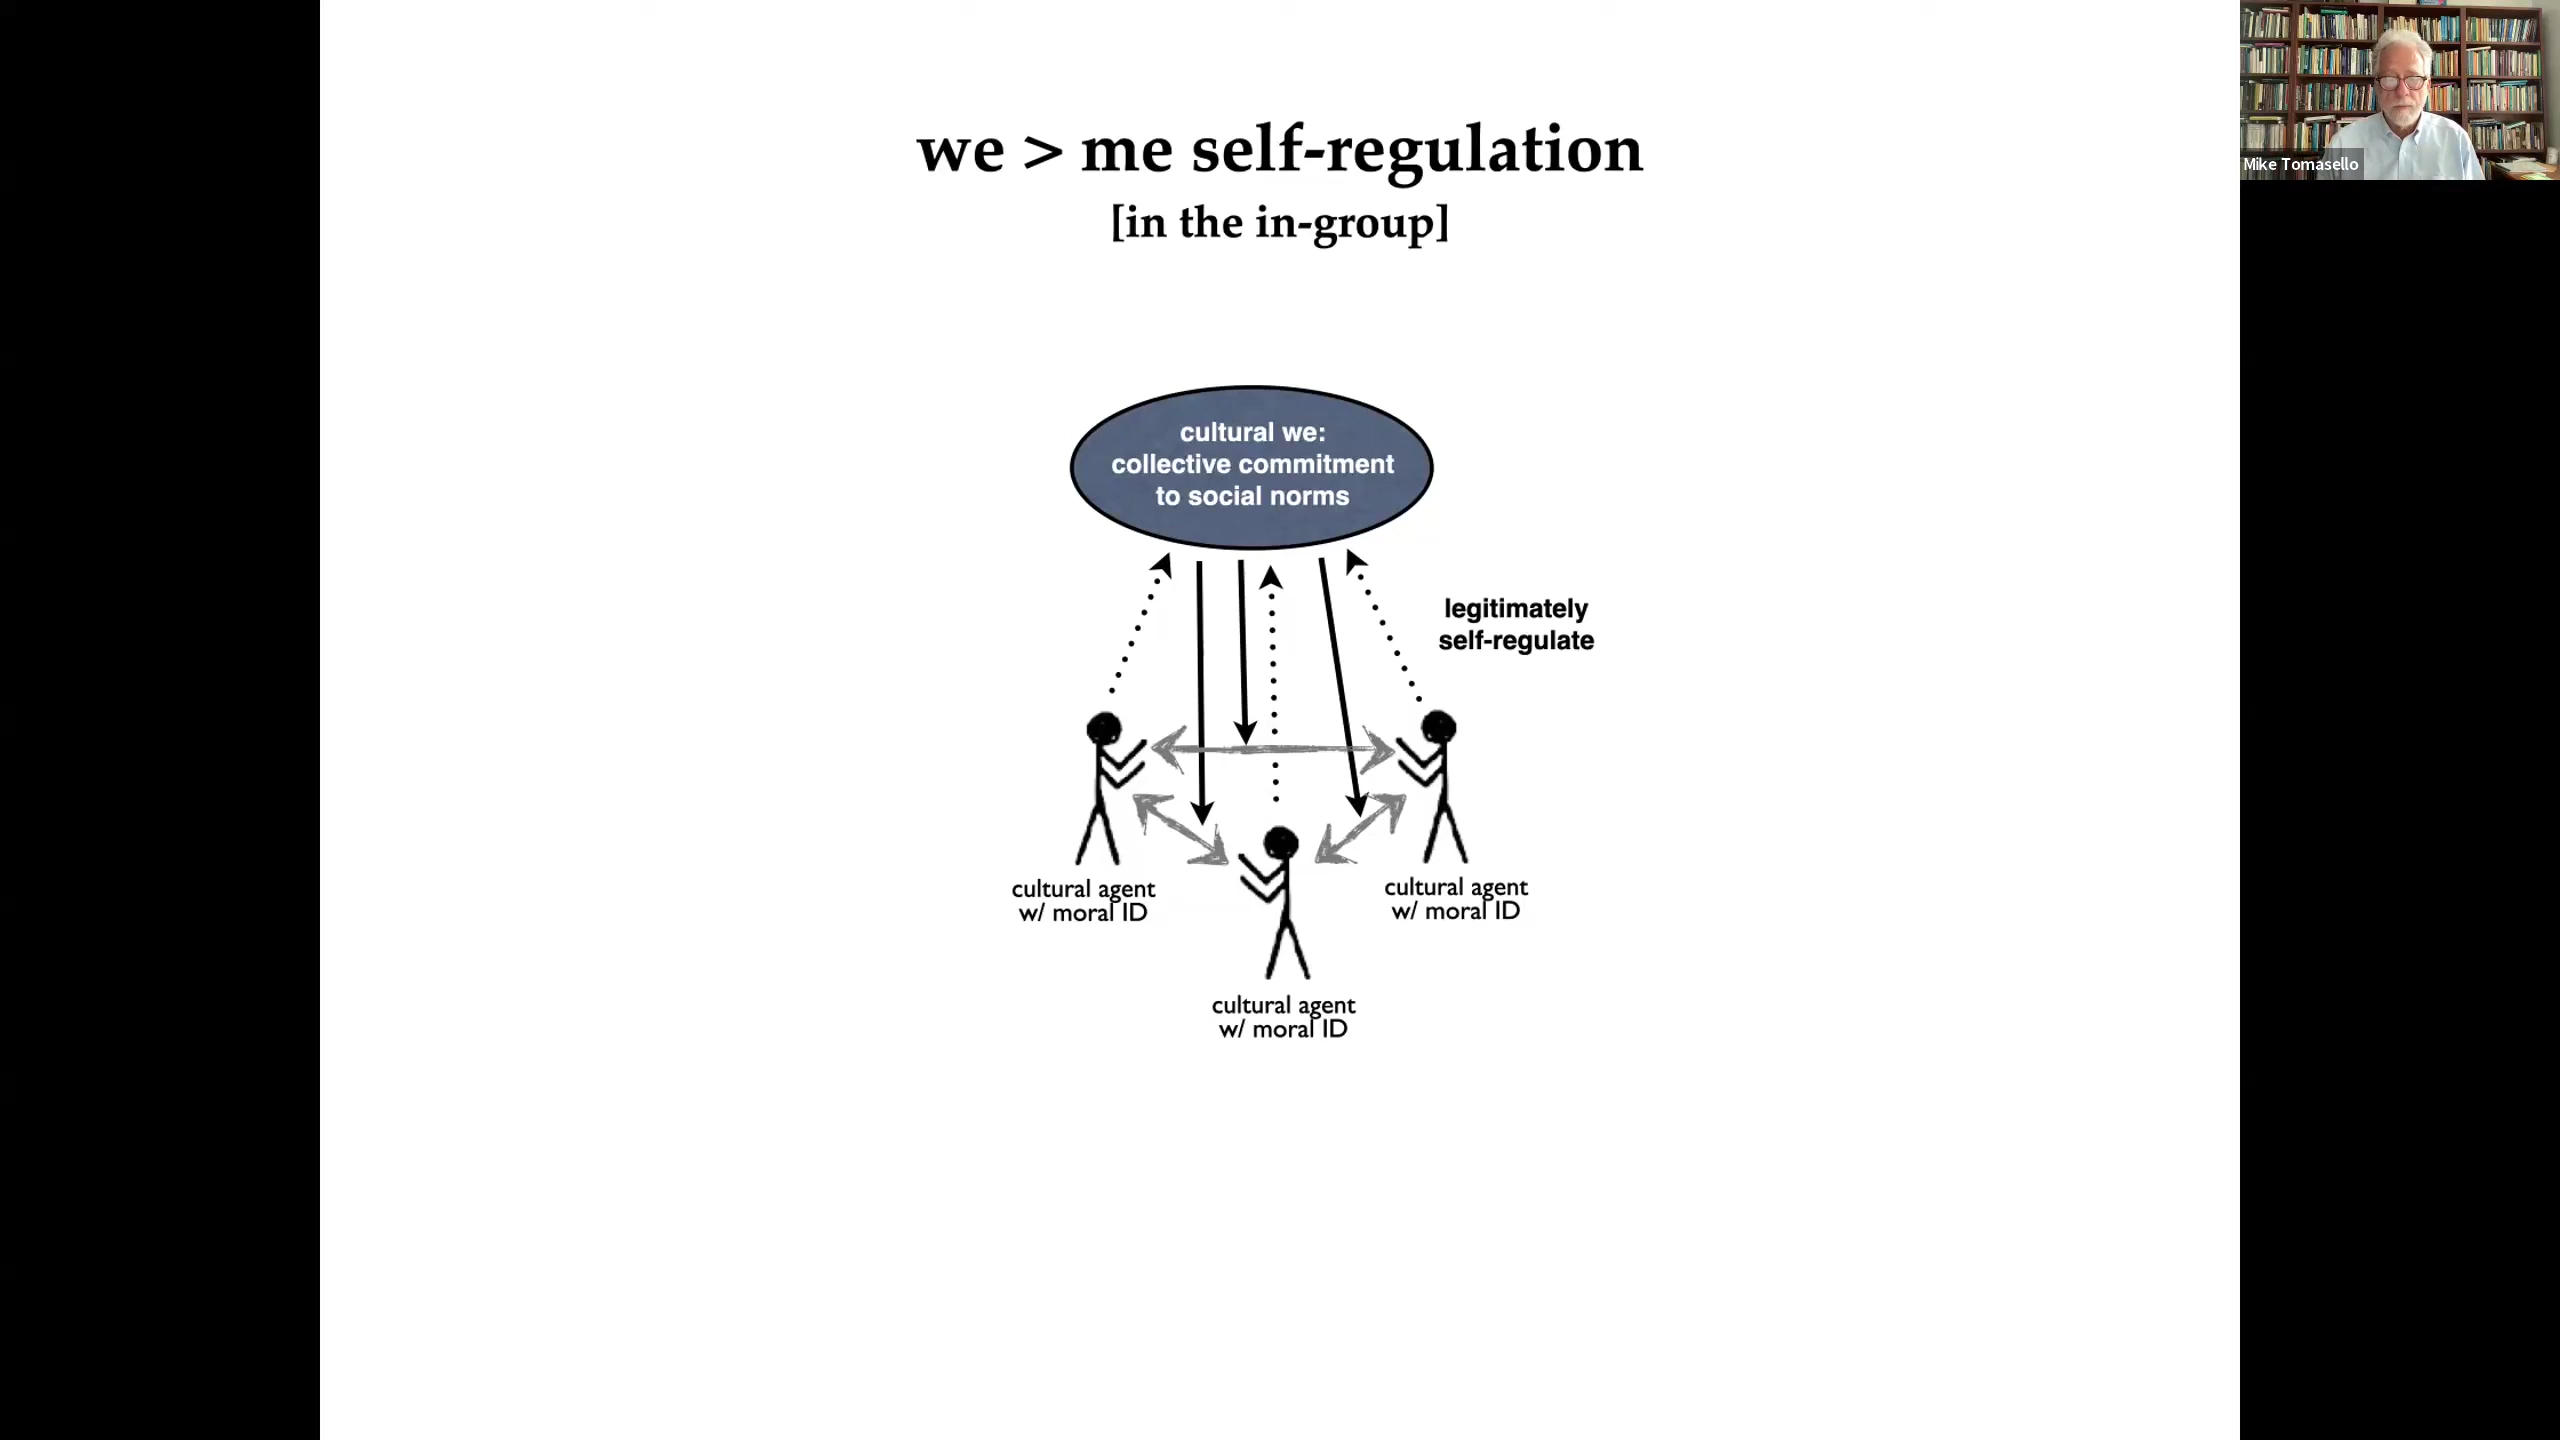 we > me self-regulation
[in the in-group]
Mike Tomasello
cultural we:
collective commitment
to social norms
legitimately
self-regulate
cultural agent
w/ moral ID
cultural agent
w/ moral ID
cultural agent
w/ moral ID